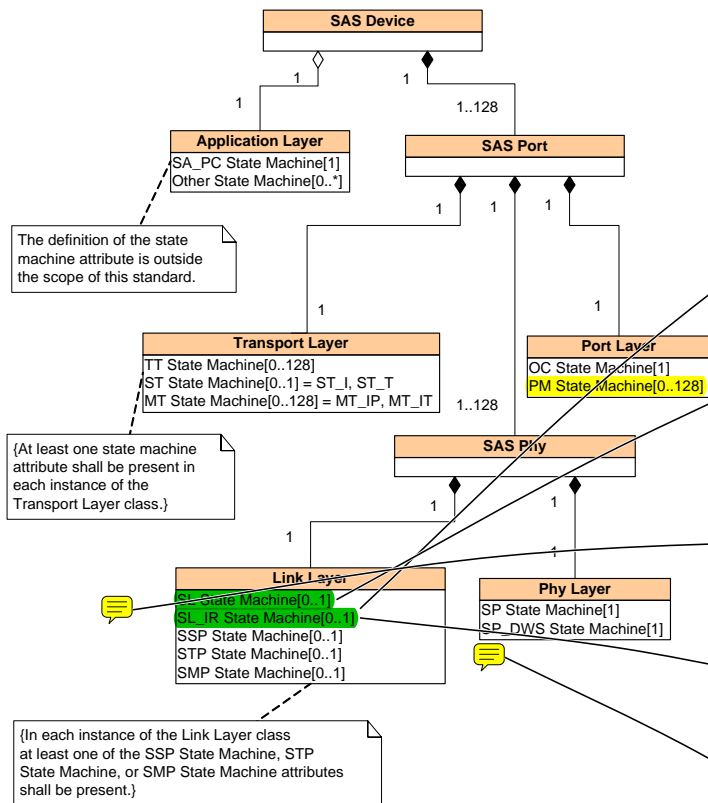 SAS Device
1
1
1
1..128
Application Layer
SA_PC State Machine[1]
Other State Machine[0..*]
SAS Port
1
1
1
The definition of the state
machine attribute is outside
the scope of this standard.
1
1
Transport Layer
TT State Machine[0..128]
ST State Machine[0..1] = ST_I, ST_T
MT State Machine[0..128] = MT_IP, MT_IT
Port Layer
OC State Machine[1]
PM State Machine[0..128]
1..128
{At least one state machine
attribute shall be present in
each instance of the
Transport Layer class.}
SAS Phy
1
1
1
1
Link Layer
SL State Machine[0..1]
SL_IR State Machine[0..1]
SSP State Machine[0..1]
STP State Machine[0..1]
SMP State Machine[0..1]
Phy Layer
SP State Machine[1]
SP_DWS State Machine[1]
{In each instance of the Link Layer class
at least one of the SSP State Machine, STP
State Machine, or SMP State Machine attributes
shall be present.}